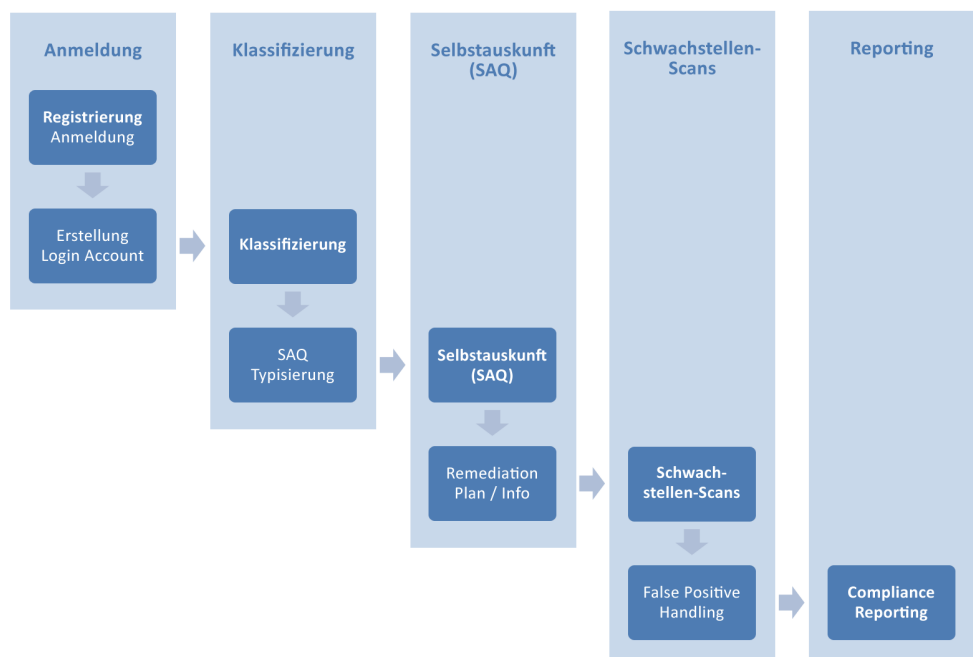 Anmeldung
Registrierung
Anmeldung
Erstellung
Login Account
Klassifizierung
Klassifizierung
SAQ
Typisierung
Selbstauskunft
(SAQ)
Selbstauskunft
(SAQ)
Remediation
Plan / Info
Schwachstellen-
Scans
Schwach-
stellen-Scans
False Positive
Handling
Reporting
Compliance
Reporting